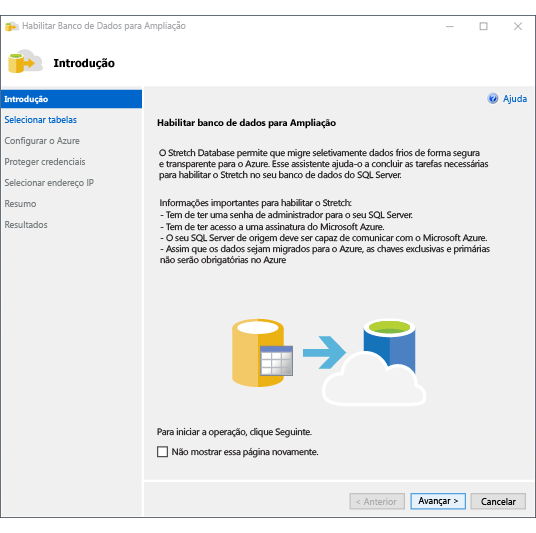 Habilitar Banco de Dados para Ampliação
Introdução
Introdução
Ajuda
Selecionar tabelas
Configurar o Azure
Proteger credenciais
Selecionar endereço IP
Resumo
Resultados
Habilitar banco de dados para Ampliação
O Stretch Database permite que migre seletivamente dados frios de forma segura
e transparente para o Azure. Esse assistente ajuda-o a concluir as tarefas necessárias
para habilitar o Stretch no seu banco de dados do SQL Server.
Informações importantes para habilitar o Stretch:
- Tem de ter uma senha de administrador para o seu SQL Server.
- Tem de ter acesso a uma assinatura do Microsoft Azure.
- O seu SQL Server de origem deve ser capaz de comunicar com o Microsoft Azure.
- Assim que os dados sejam migrados para o Azure, as chaves exclusivas e primárias
não serão obrigatórias no Azure
Para iniciar a operação, clique Seguinte.
Não mostrar essa página novamente.
< Anterior
Avançar >
Cancelar